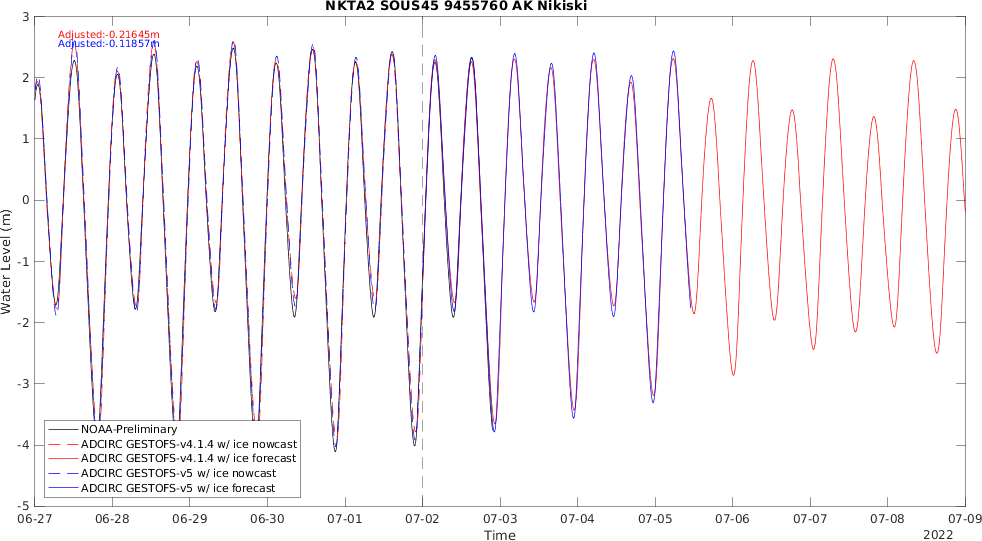 NKTA2 SOUS45 9455760 AK Nikiski
Adjusted:-0.21645m
Adjusted:-0.11857m
3
2
1
0
-1
-2
-3
-4
-5
Water Level (m)
NOAA-Preliminary
ADCIRC GESTOFS-v4.1.4 w/ ice nowcast
ADCIRC GESTOFS-v4.1.4 w/ ice forecast
ADCIRC GESTOFS-v5 w/ ice nowcast
ADCIRC GESTOFS-v5 w/ ice forecast
06-27 06-28 06-29 06-30 07-01 07-02 07-03 07-04 07-05 07-06 07-07 07-08 07-09
Time
2022